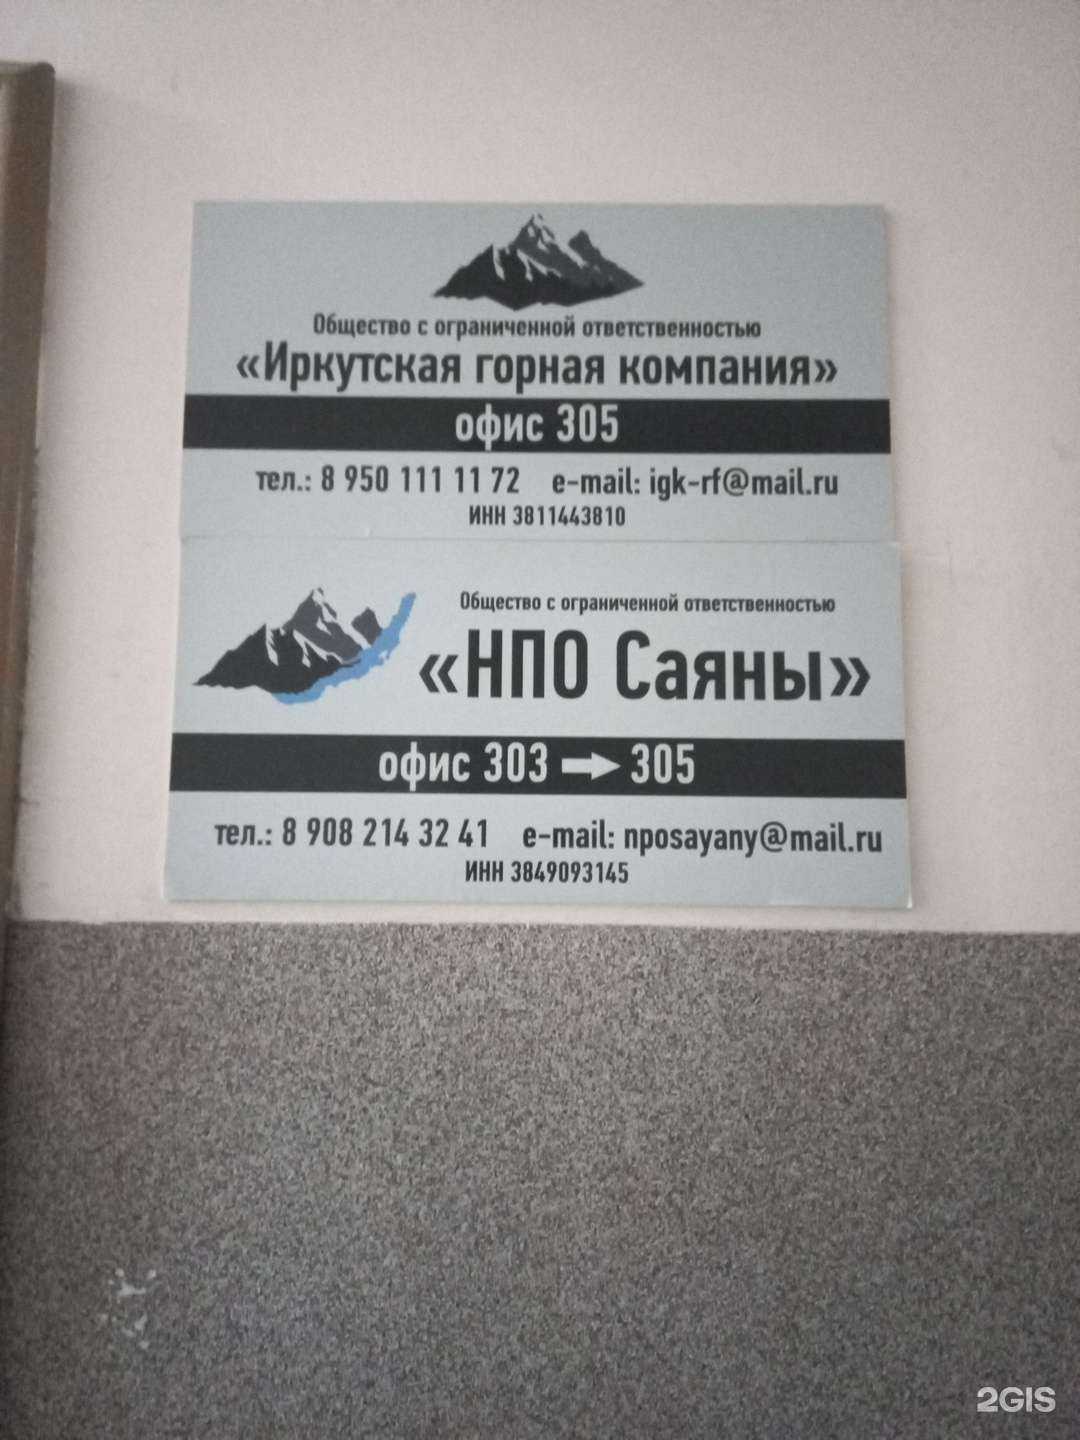 Общество с ограниченной ответственностью
«Иркутская горная компания»
офис 305
тел.: 8 950 111 11 72 e-mail: igk-rf@mail.ru
ИНН 3811443810
Общество с ограниченной ответственностью
«НПО Саяны»
офис 303 → 305
тел.: 8 908 214 32 41 e-mail: nposayany@mail.ru
ИНН 3849093145
2GIS